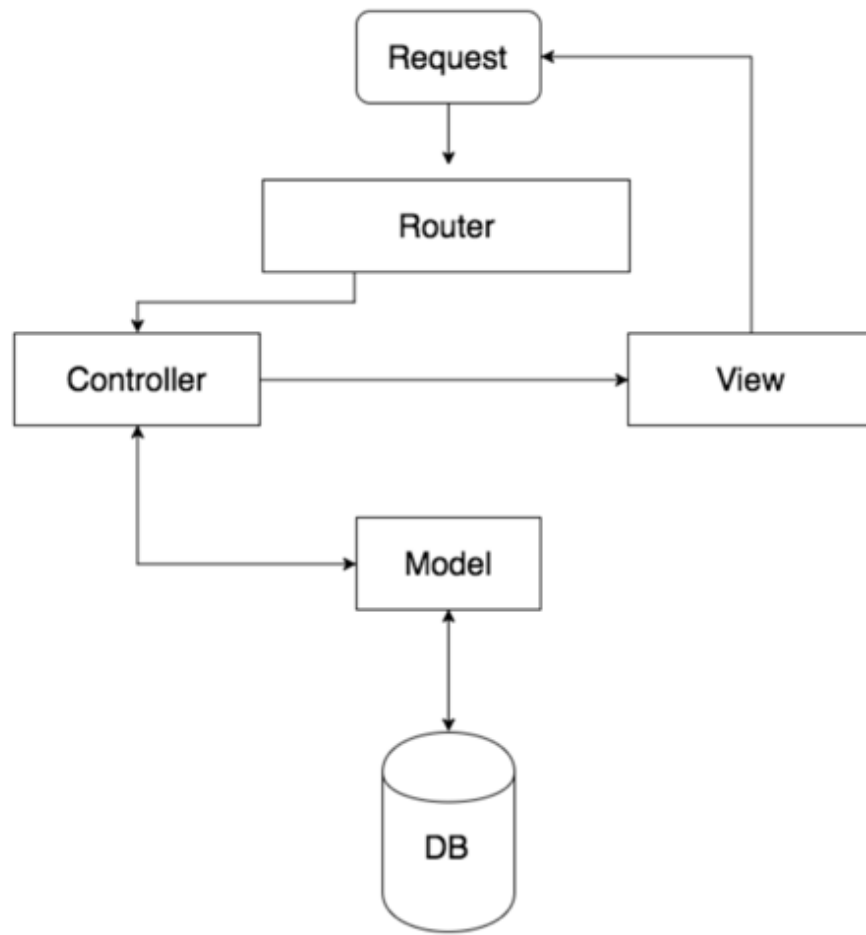 Request
Router
Controller
View
Model
DB